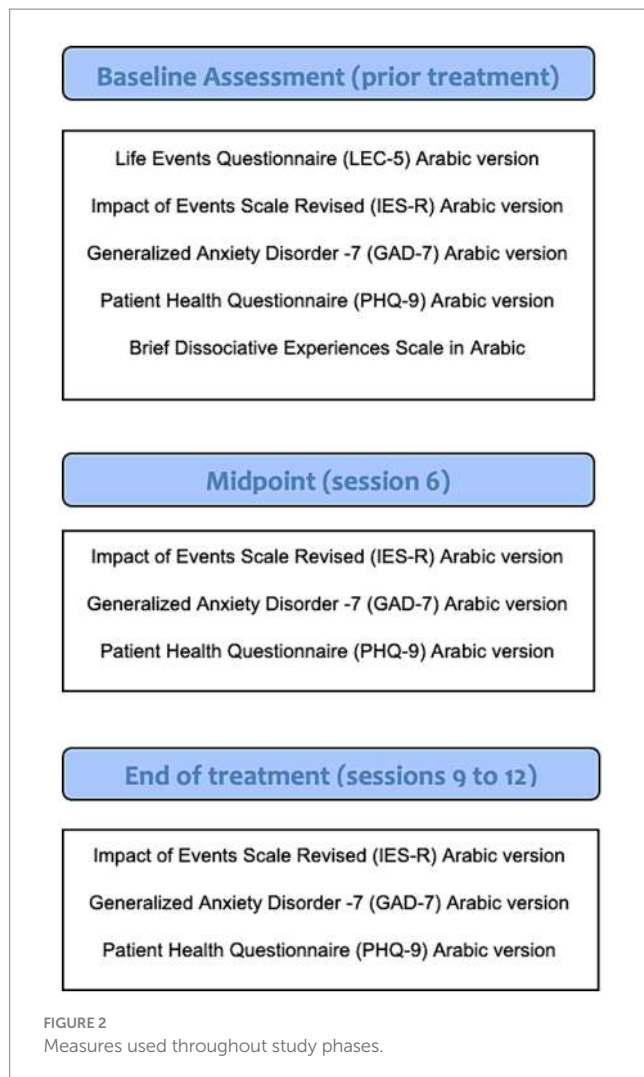 Baseline Assessment (prior treatment)
Life Events Questionnaire (LEC-5) Arabic version
Impact of Events Scale Revised (IES-R) Arabic version
Generalized Anxiety Disorder -7 (GAD-7) Arabic version
Patient Health Questionnaire (PHQ-9) Arabic version
Brief Dissociative Experiences Scale in Arabic
Midpoint (session 6)
Impact of Events Scale Revised (IES-R) Arabic version
Generalized Anxiety Disorder -7 (GAD-7) Arabic version
Patient Health Questionnaire (PHQ-9) Arabic version
End of treatment (sessions 9 to 12)
Impact of Events Scale Revised (IES-R) Arabic version
Generalized Anxiety Disorder -7 (GAD-7) Arabic version
Patient Health Questionnaire (PHQ-9) Arabic version
FIGURE 2
Measures used throughout study phases.